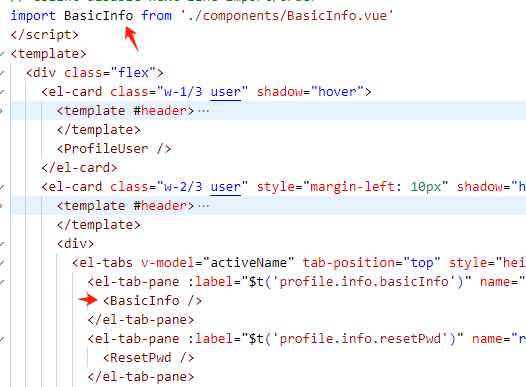 import BasicInfo from './components/BasicInfo.vue'
</script>
<template>
<div class="flex">
<el-card class="w-1/3 user" shadow="hover">
<template #header>…
</template>
<ProfileUser />
</el-card>
<el-card class="w-2/3 user" style="margin-left: 10px" shadow="h
<template #header>…
</template>
<div>
<el-tabs v-model="activeName" tab-position="top" style="hei
<el-tab-pane :label="$t('profile.info.basicInfo')" name="
<BasicInfo />
</el-tab-pane>
<el-tab-pane :label="$t('profile.info.resetPwd')" name="r
<ResetPwd />
</el-tab-pane>